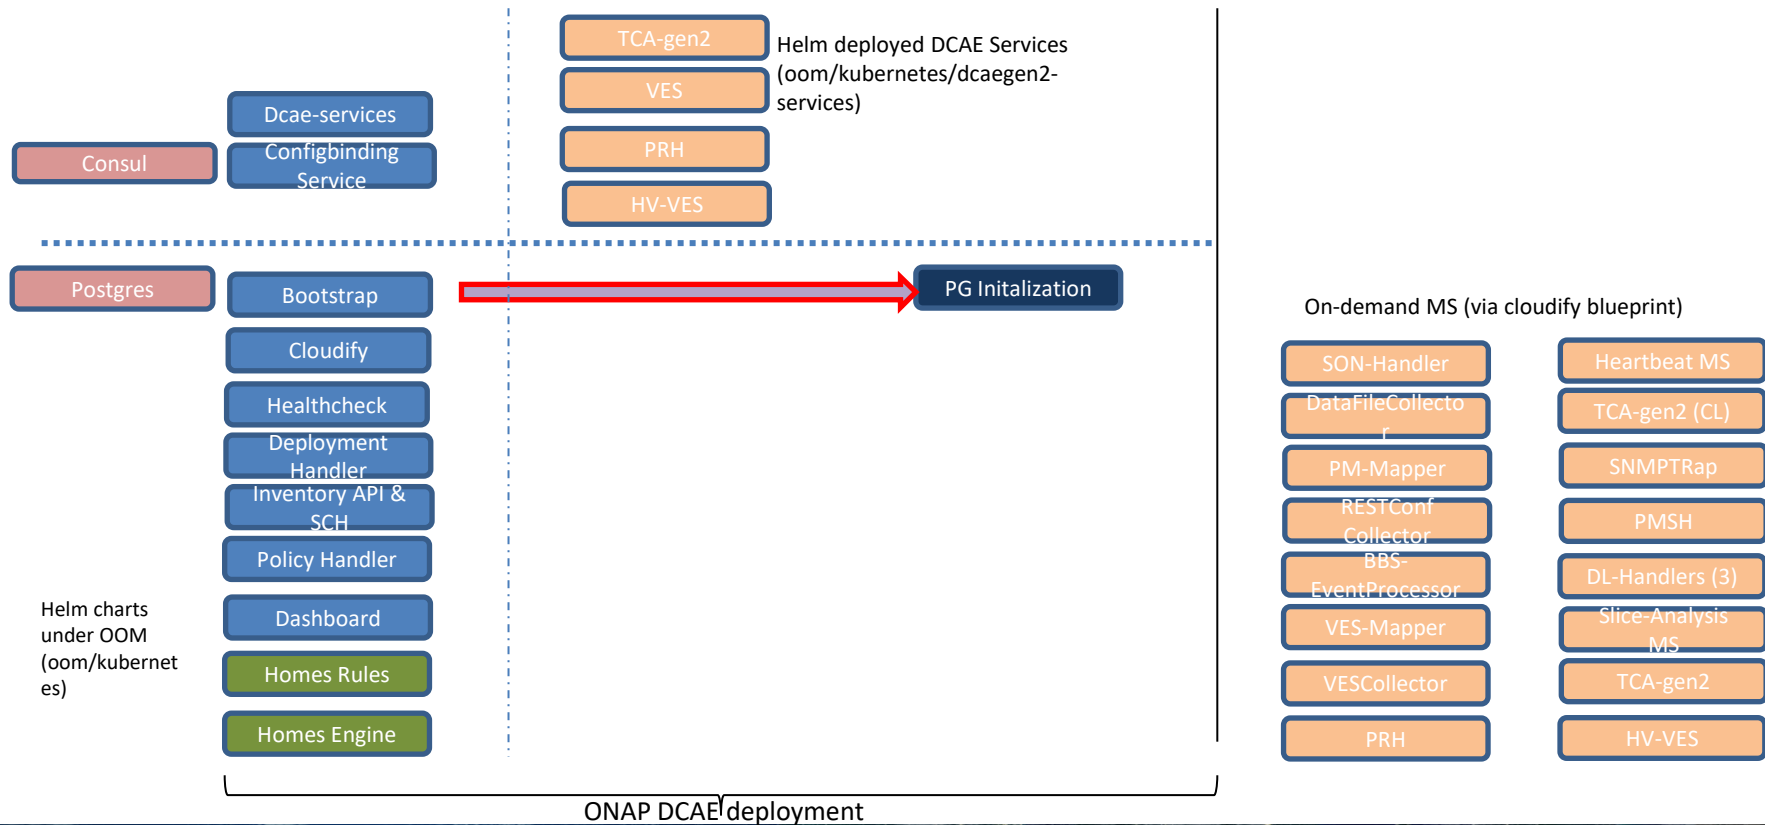 TCA-gen2
Helm deployed DCAE Services
(oom/kubernetes/dcaegen2-
services)
VES
Dcae-services
Consul
Configbinding
Service
PRH
HV-VES
Postgres
Bootstrap
PG Initalization
On-demand MS (via cloudify blueprint)
Cloudify
Healthcheck
Deployment
Handler
Inventory API &
SCH
Policy Handler
Dashboard
Homes Rules
Homes Engine
Helm charts
under OOM
(oom/kubernet
es)
SON-Handler
DataFileCollecto
r
PM-Mapper
RESTConf
Collector
BBS-
EventProcessor
VES-Mapper
VESCollector
PRH
Heartbeat MS
TCA-gen2 (CL)
SNMPTRap
PMSH
DL-Handlers (3)
Slice-Analysis
MS
TCA-gen2
HV-VES
ONAP DCAE deployment